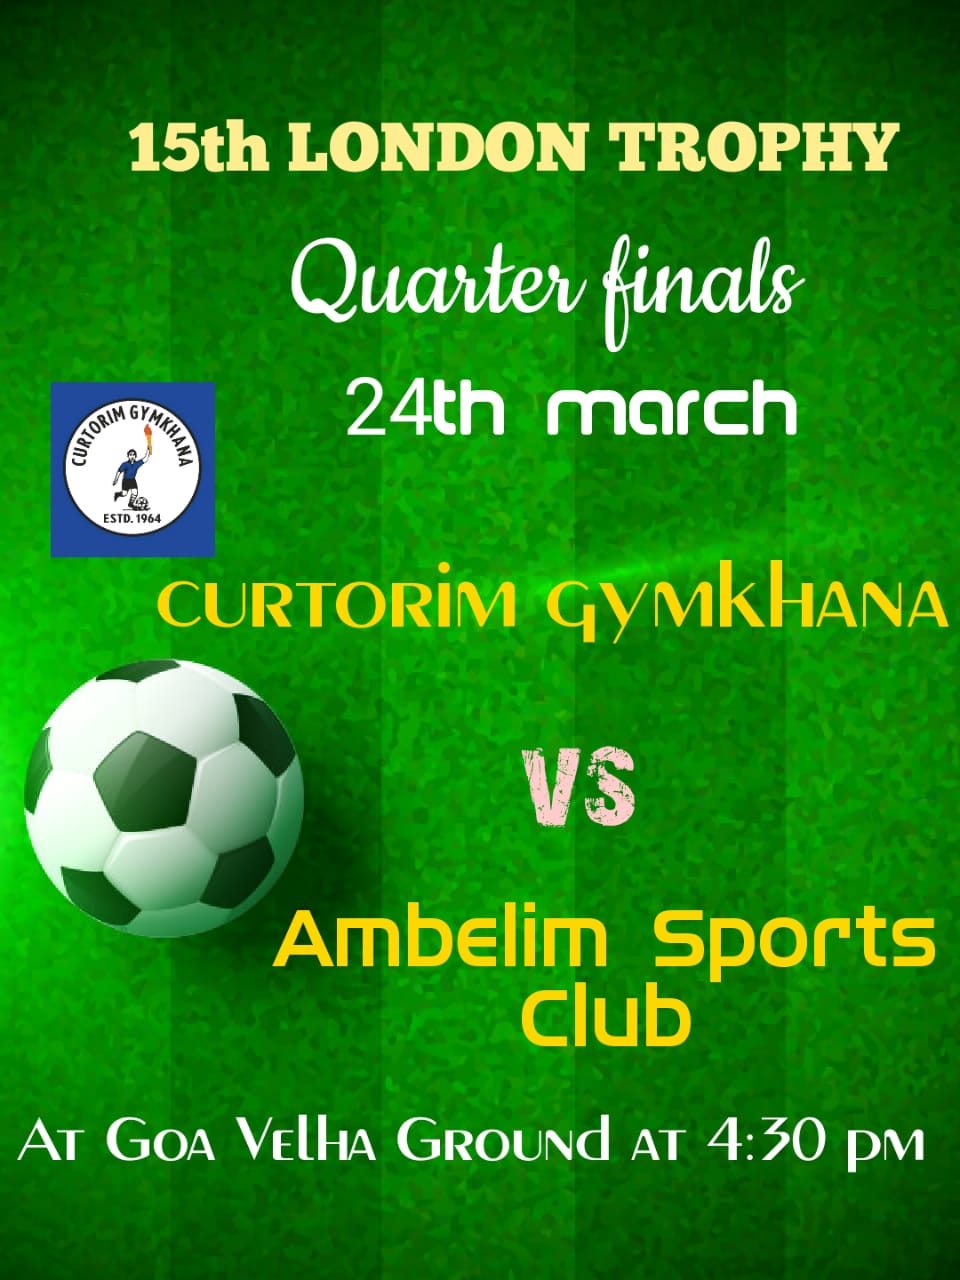 15th LONDON TROPHY
Quarter finals
24th march
CURTORIM GYMKHANA
ESTD. 1964
CURTORIM GYMKHANA
VS
Ambelim Sports
Club
At Goa Velha Ground at 4:30 pm